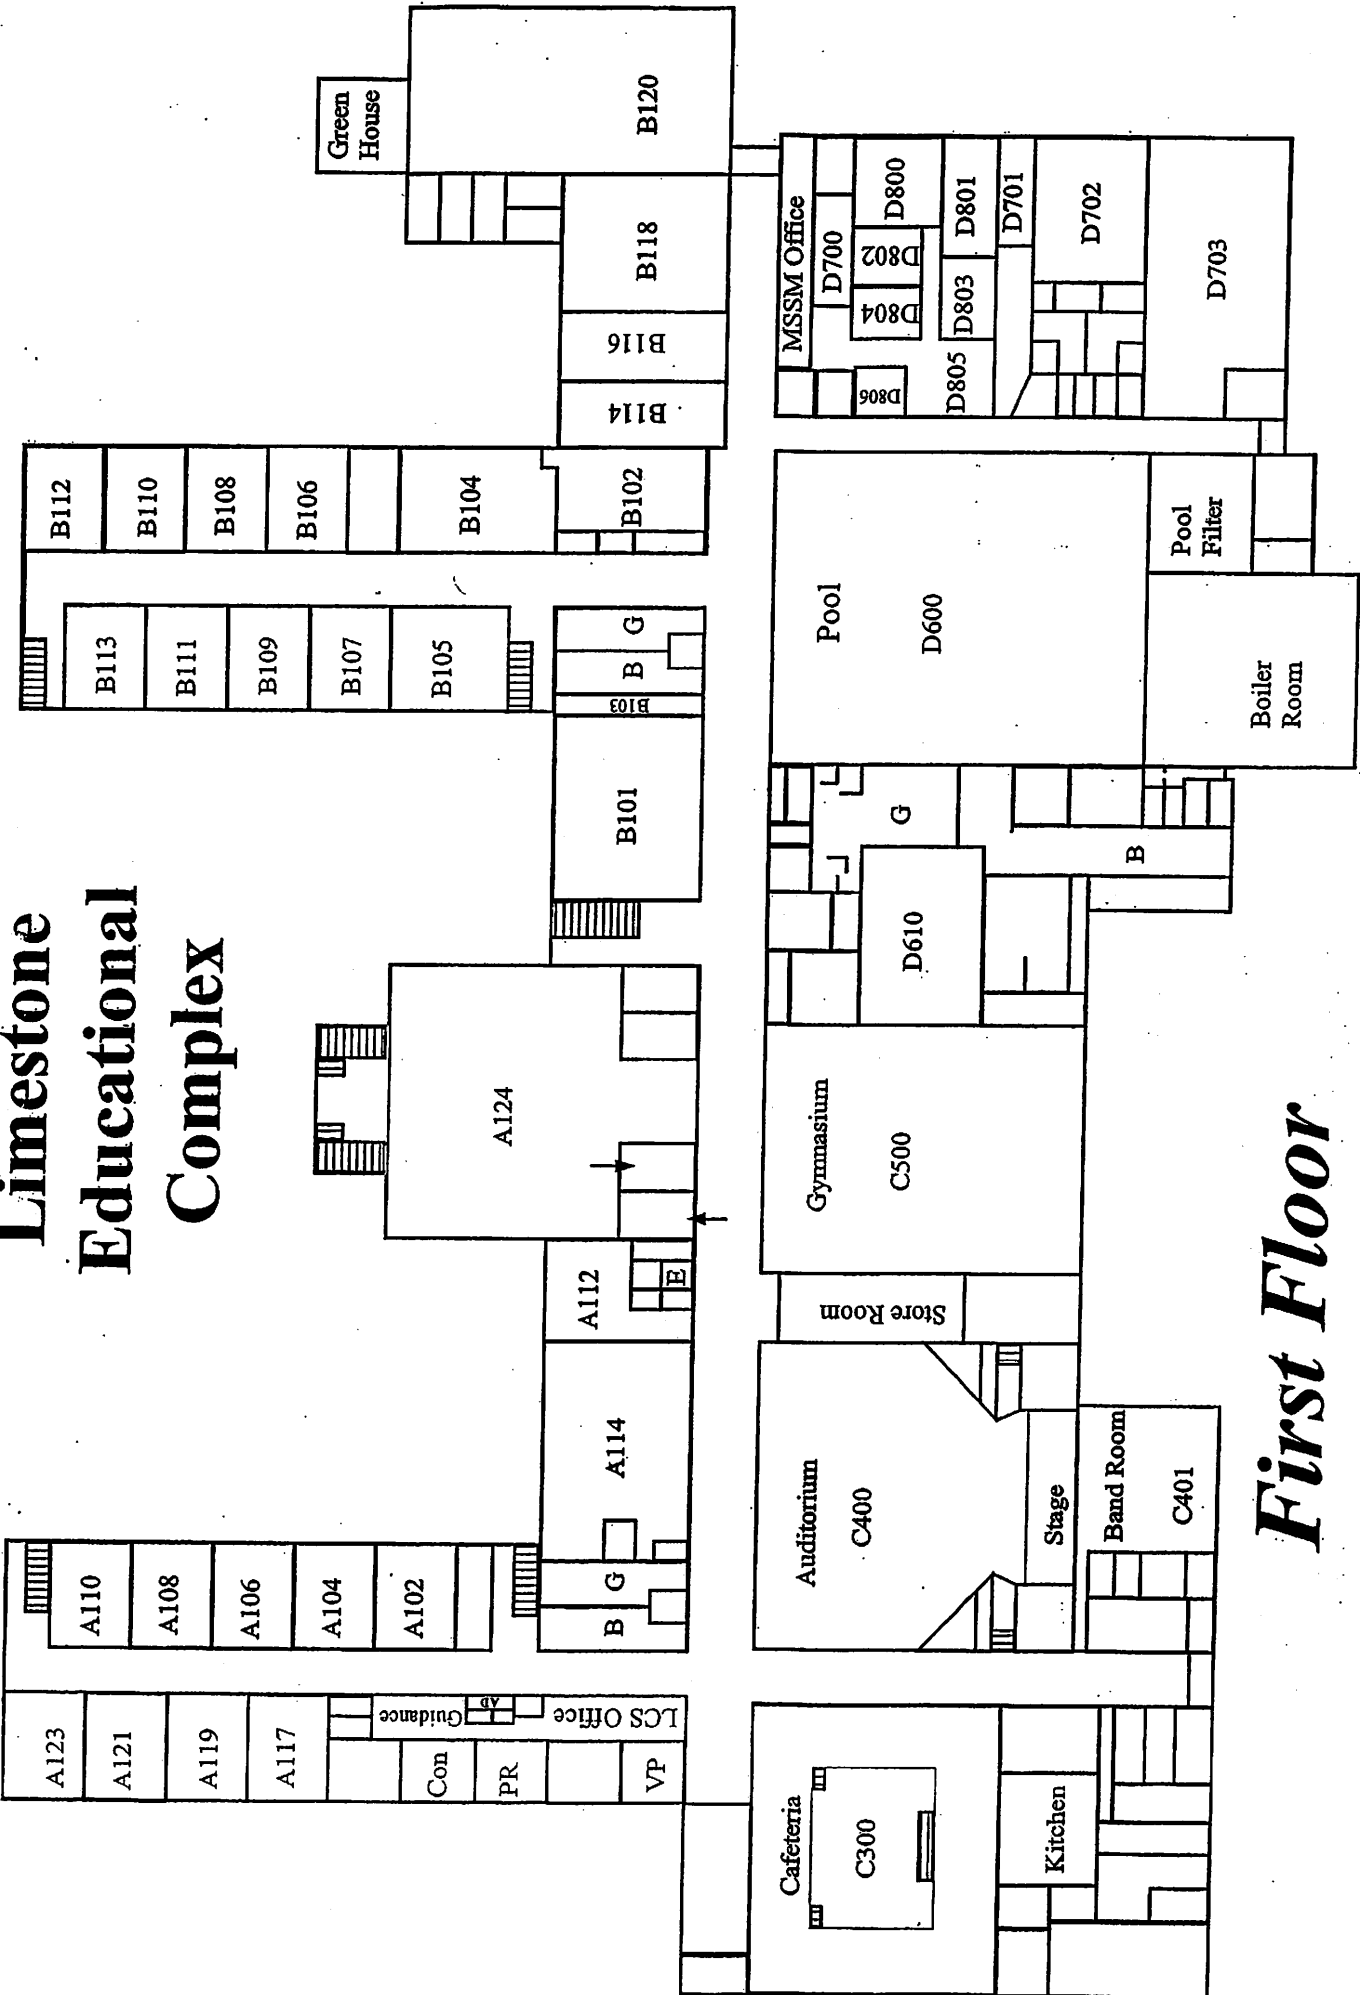 Limestone
Educational
Complex
A123
A121
A119
A117
Con
PR
VP
Guidance
AD
LCS Office
A110
A108
A106
A104
A102
B
G
A114
A112
E
A124
B101
B103
B
G
B113
B111
B109
B107
B105
B112
B110
B108
B106
B104
B102
B114
B116
B118
B120
Green
House
Cafeteria
C300
Kitchen
Auditorium
C400
Stage
Band Room
C401
Store Room
Gymnasium
C500
D610
G
B
Pool
D600
Pool
Filter
Boiler
Room
MSSM Office
D700
D800
D802
D804
D806
D801
D803
D805
D701
D702
D703
First Floor